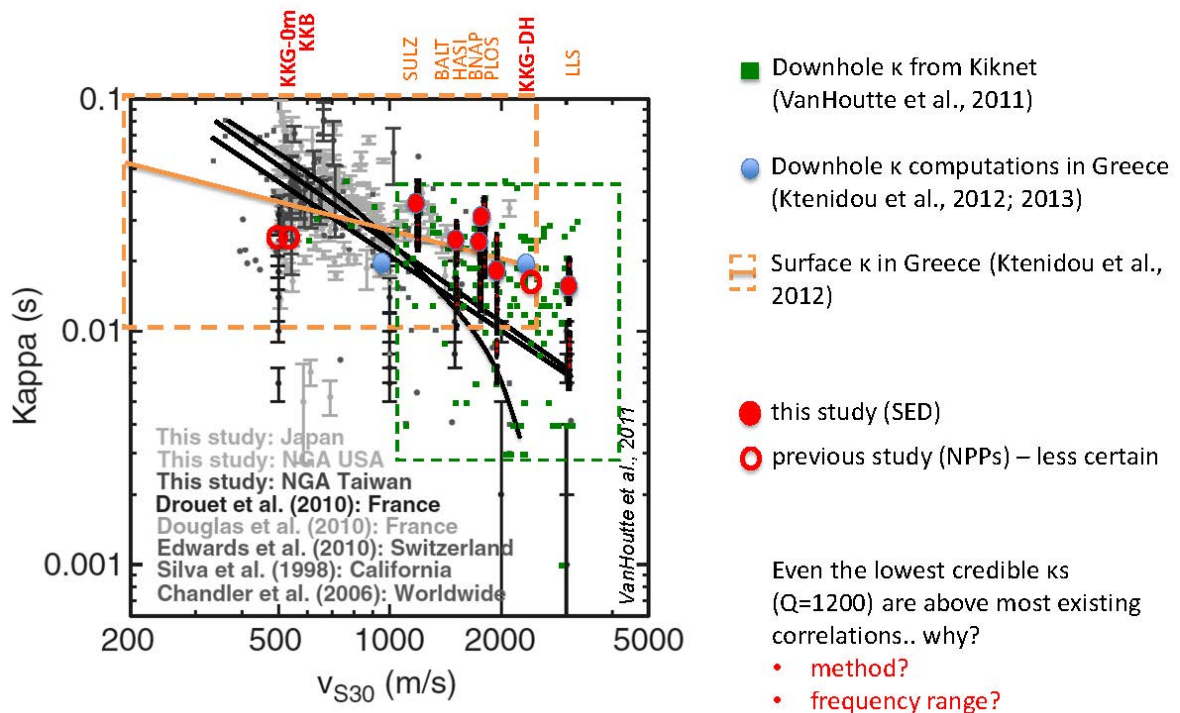 KKG-0m
KKB
SULZ
BALT
HASI
BNAP
PLOS
KKG-DH
LLS
0.1
0.01
0.001
Kappa (s)
200
500
1000
2000
5000
vS30 (m/s)
This study: Japan
This study: NGA USA
This study: NGA Taiwan
Drouet et al. (2010): France
Douglas et al. (2010): France
Edwards et al. (2010): Switzerland
Silva et al. (1998): California
Chandler et al. (2006): Worldwide
VanHoutte et al., 2011
Downhole κ from Kiknet
(VanHoutte et al., 2011)
Downhole κ computations in Greece
(Ktenidou et al., 2012; 2013)
Surface κ in Greece (Ktenidou et al.,
2012)
this study (SED)
previous study (NPPs) – less certain
Even the lowest credible κs
(Q=1200) are above most existing
correlations.. why?
• method?
• frequency range?